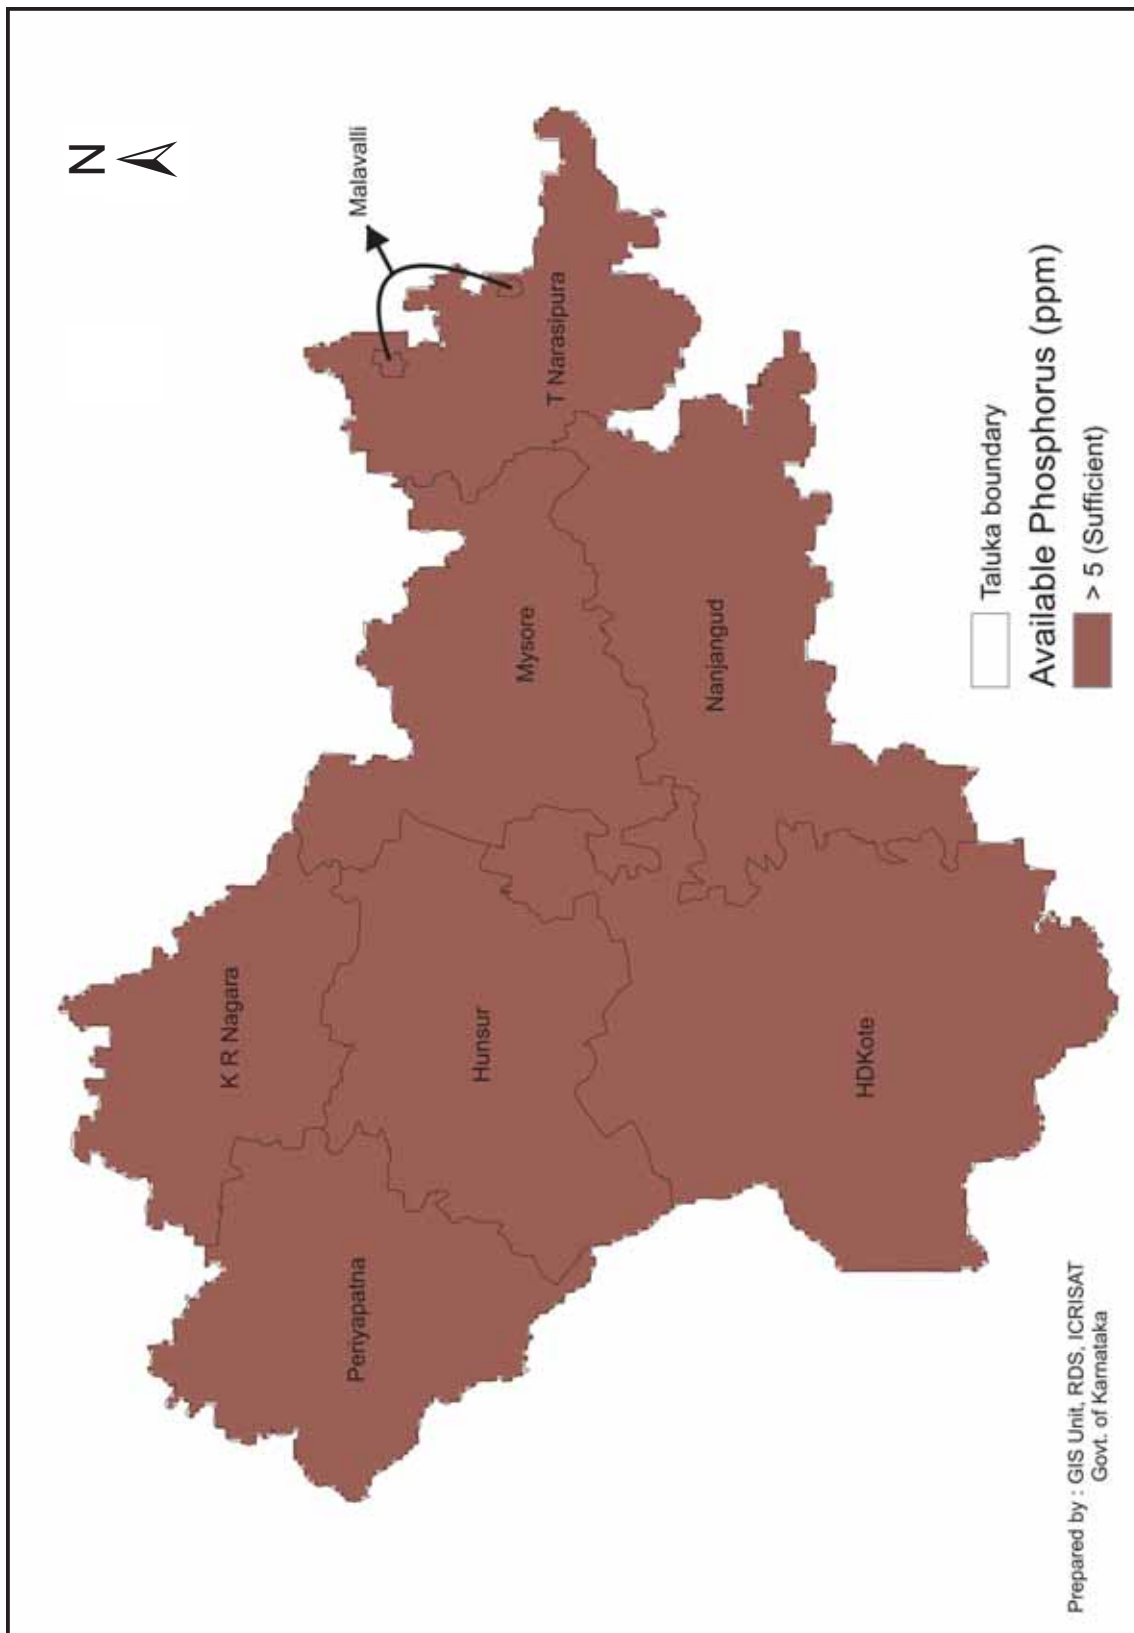 N
Malavalli
K R Nagara
Periyapatna
Hunsur
Mysore
T Narasipura
Nanjangud
HDKote
Taluka boundary
Available Phosphorus (ppm)
> 5 (Sufficient)
Prepared by : GIS Unit, RDS, ICRISAT
Govt. of Karnataka